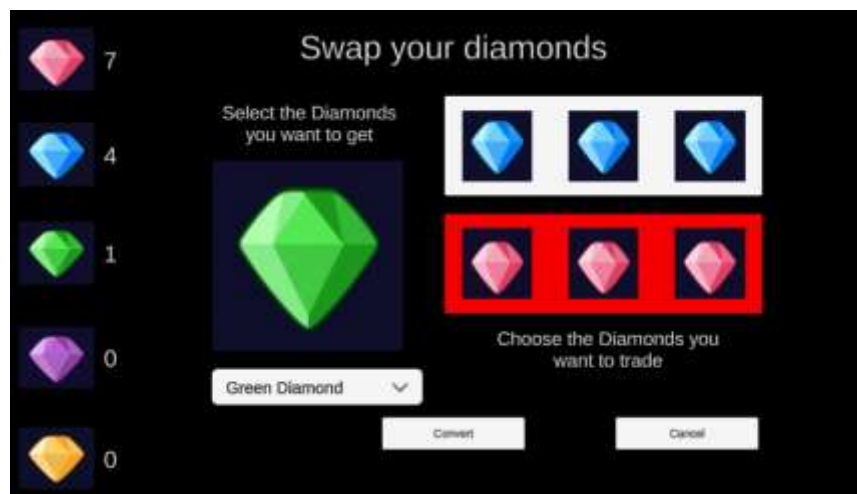 Swap your diamonds
7
4
1
0
0
Select the Diamonds
you want to get
Green Diamond
Choose the Diamonds you
want to trade
Convert
Cancel